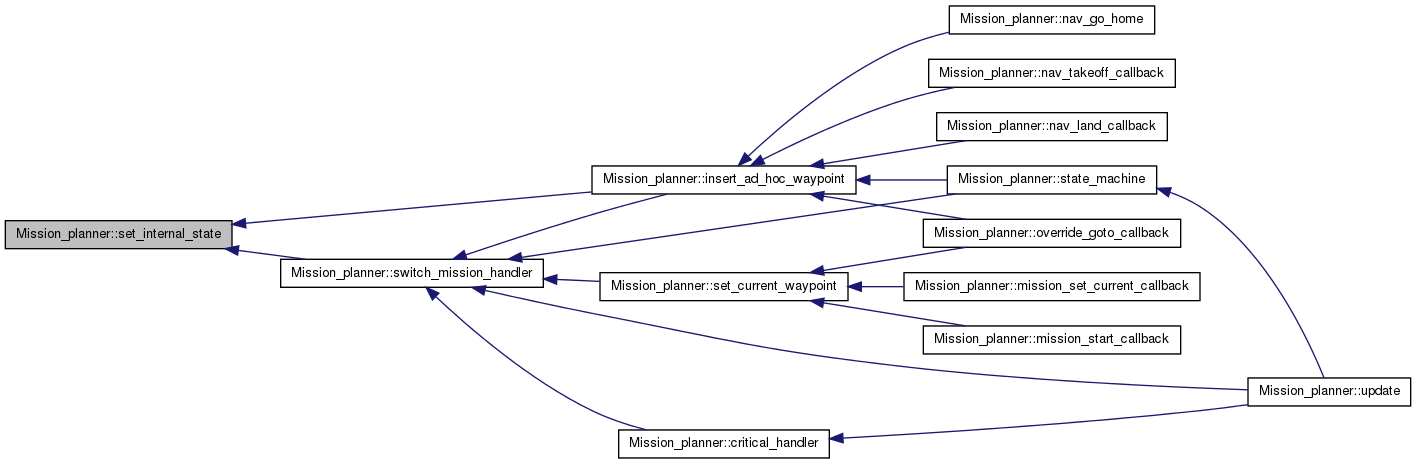 Mission_planner::nav_go_home
Mission_planner::nav_takeoff_callback
Mission_planner::nav_land_callback
Mission_planner::insert_ad_hoc_waypoint
Mission_planner::state_machine
Mission_planner::set_internal_state
Mission_planner::override_goto_callback
Mission_planner::switch_mission_handler
Mission_planner::set_current_waypoint
Mission_planner::mission_set_current_callback
Mission_planner::mission_start_callback
Mission_planner::update
Mission_planner::critical_handler